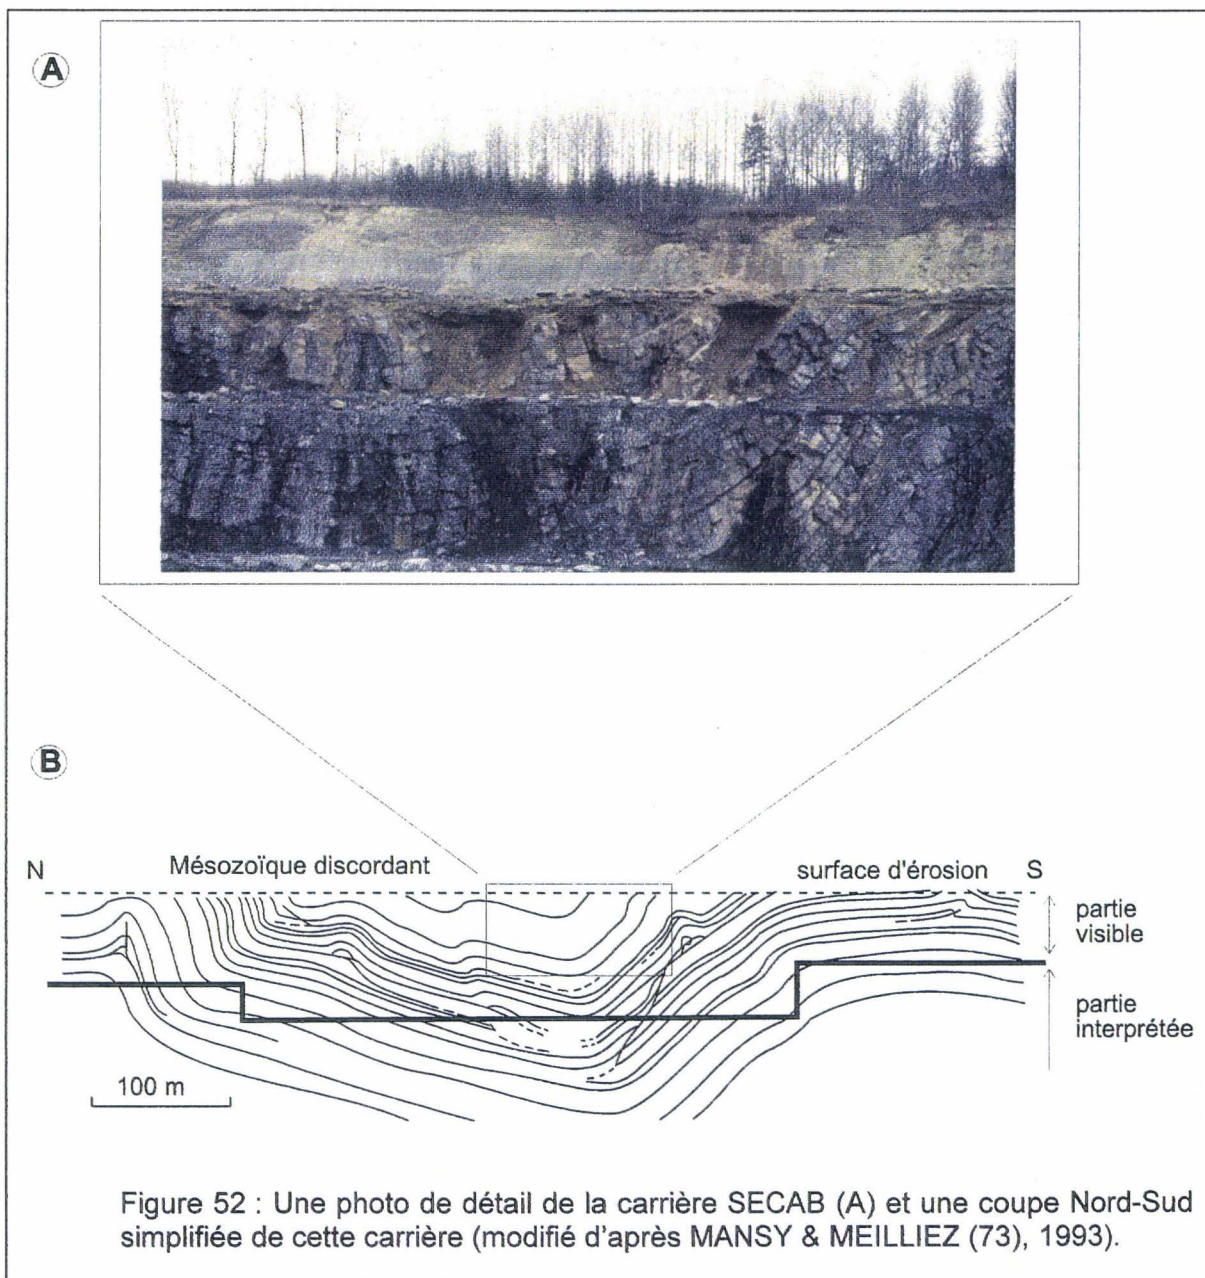 A
B
N
Mésozoïque discordant
surface d'érosion
S
partie
visible
partie
interprétée
100 m
Figure 52 : Une photo de détail de la carrière SECAB (A) et une coupe Nord-Sud
simplifiée de cette carrière (modifié d'après MANSY & MEILLIEZ (73), 1993).